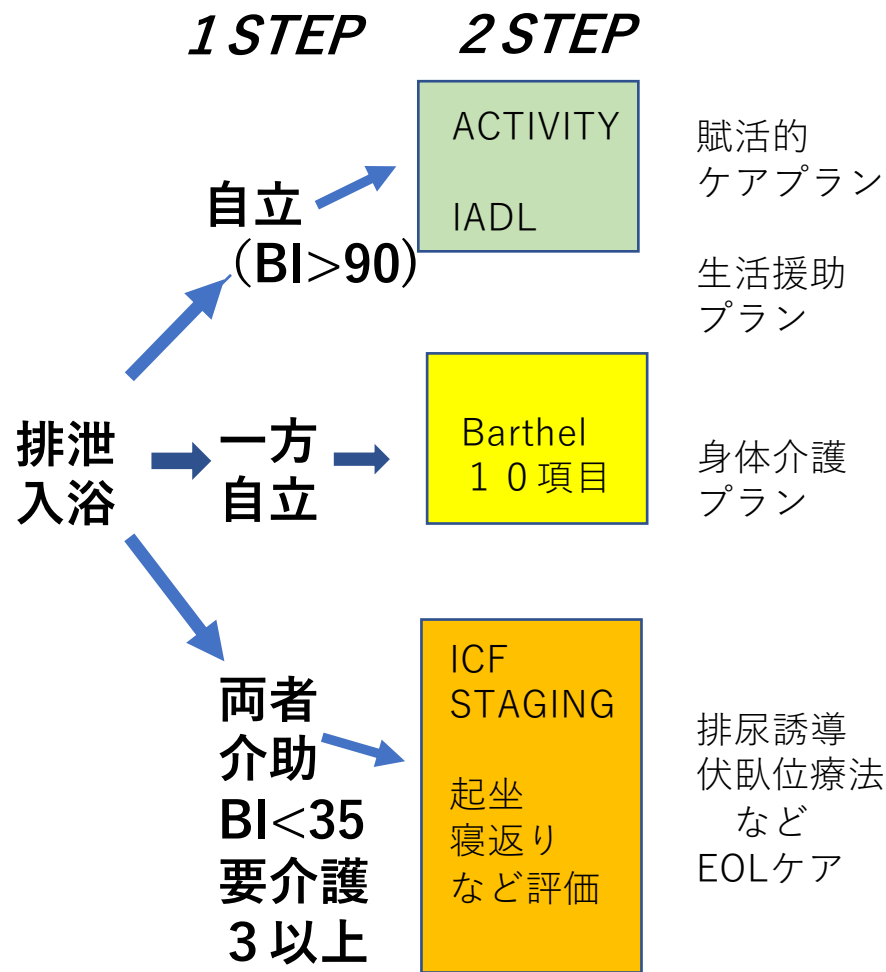 1 STEP
2 STEP
ACTIVITY
IADL
自立
（BI>90）
賦活的
ケアプラン
生活援助
プラン
排泄
入浴
一方
自立
Barthel
１０項目
身体介護
プラン
両者
介助
BI<35
要介護
３以上
ICF
STAGING
起坐
寝返り
など評価
排尿誘導
伏臥位療法
など
EOLケア